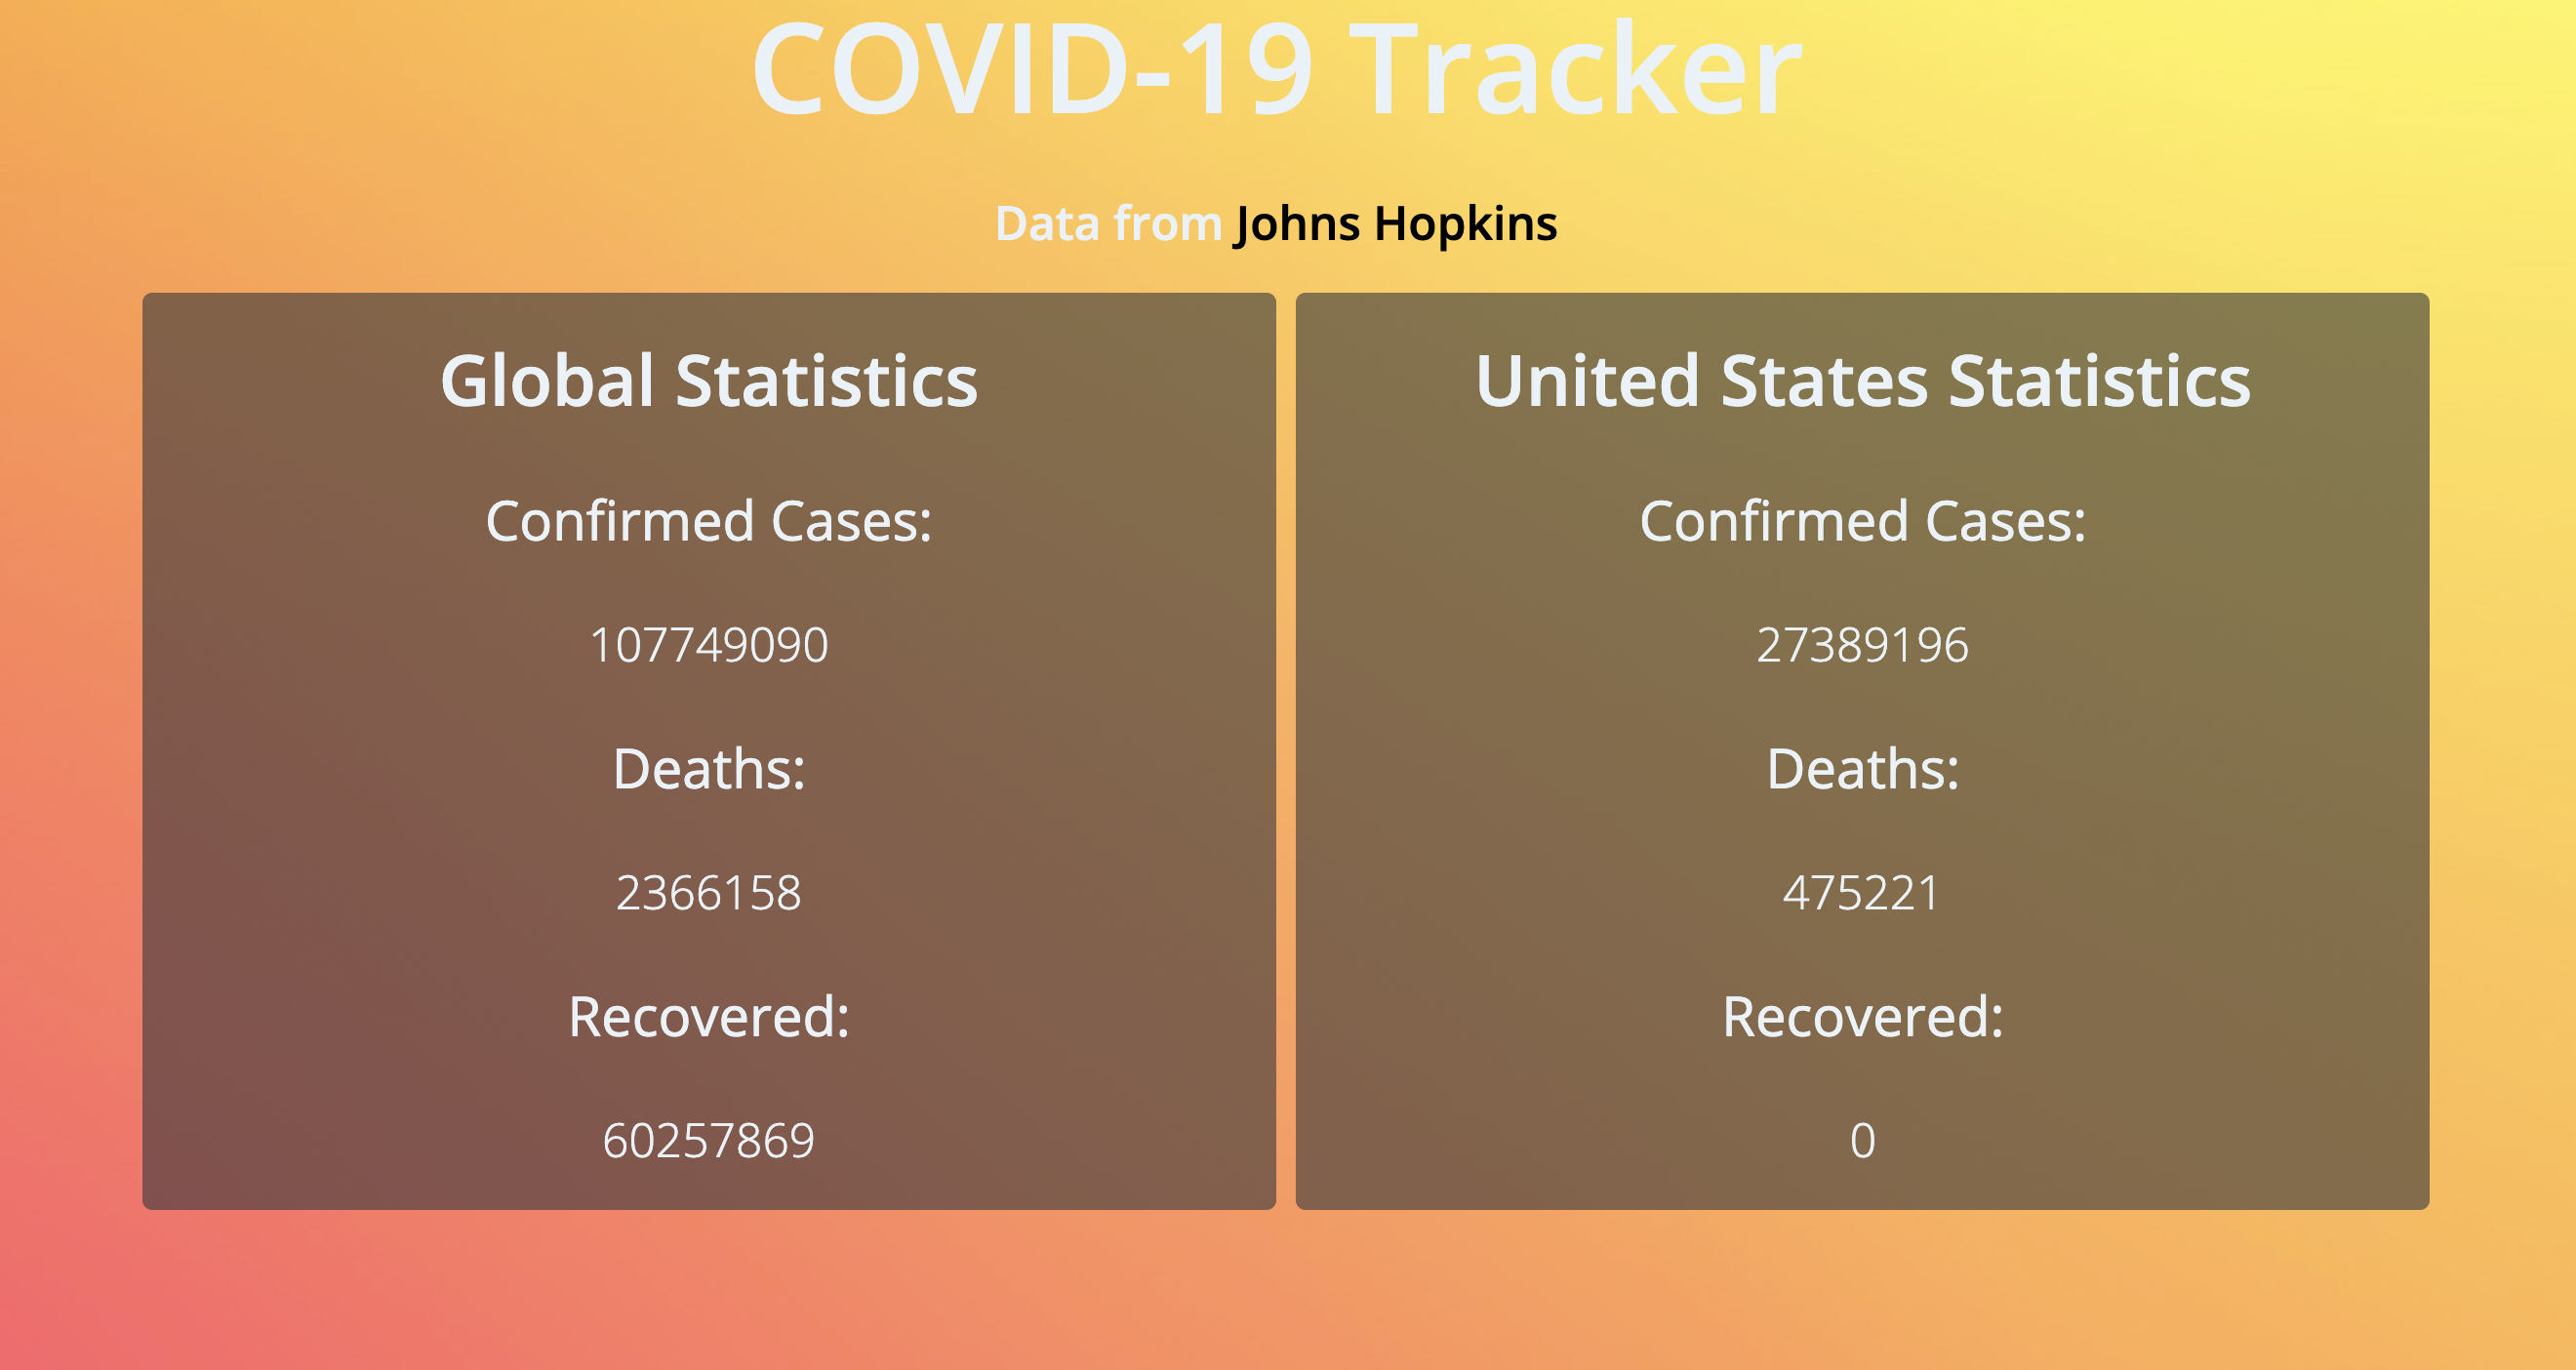 COVID-19 Tracker
Data from Johns Hopkins
Global Statistics
Confirmed Cases:
107749090
Deaths:
2366158
Recovered:
60257869
United States Statistics
Confirmed Cases:
27389196
Deaths:
475221
Recovered:
0